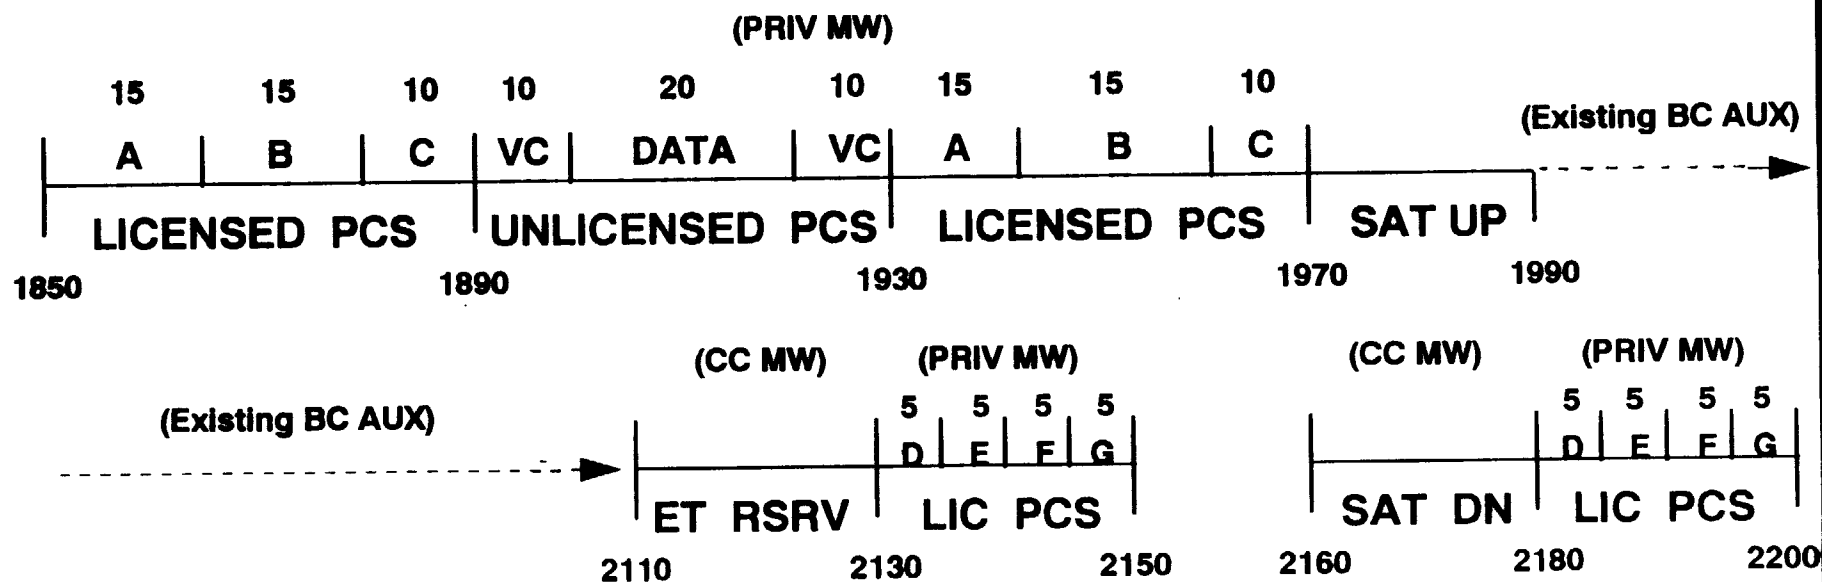 (PRIV MW)
15 15 10 10 20 10 15 15 10
(Existing BC AUX)
A B C VC DATA VC A B C
LICENSED PCS UNLICENSED PCS LICENSED PCS SAT UP
1850 1890 1930 1970 1990
(CC MW) (PRIV MW) (CC MW) (PRIV MW)
5 5 5 5 5 5 5 5
(Existing BC AUX)
D E F G D E F G
ET RSRV LIC PCS SAT DN LIC PCS
2110 2130 2150 2160 2180 2200